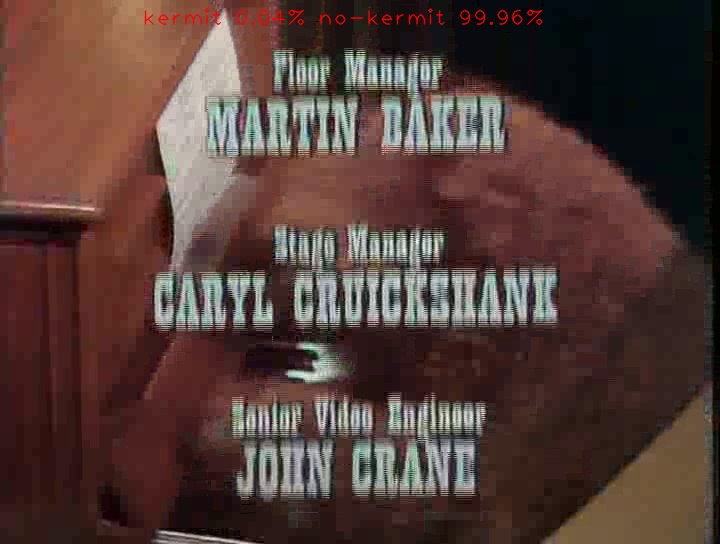 kermit 0.04% no-kermit 99.96%
Floor Manager
MARTIN BAKER
Stage Manager
CARYL CRUICKSHANK
Senior Video Engineer
JOHN CRANE